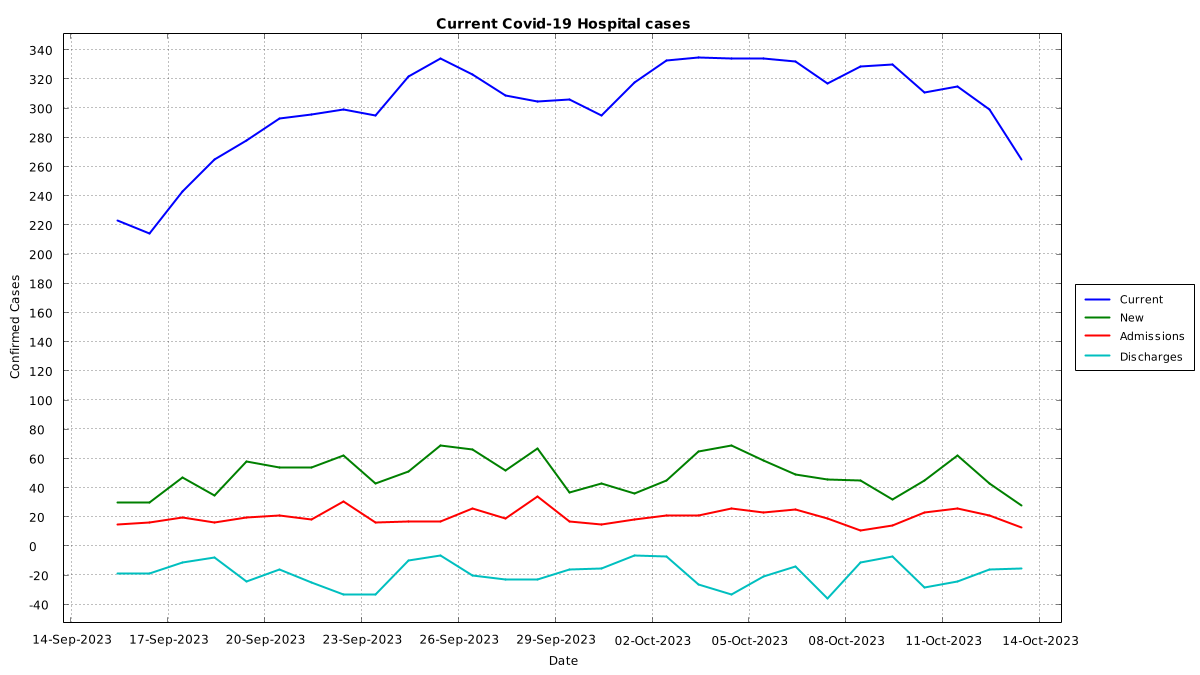 Current Covid-19 Hospital cases
Confirmed Cases
340
320
300
280
260
240
220
200
180
160
140
120
100
80
60
40
20
0
-20
-40
14-Sep-2023 17-Sep-2023 20-Sep-2023 23-Sep-2023 26-Sep-2023 29-Sep-2023 02-Oct-2023 05-Oct-2023 08-Oct-2023 11-Oct-2023 14-Oct-2023
Date
Current
New
Admissions
Discharges